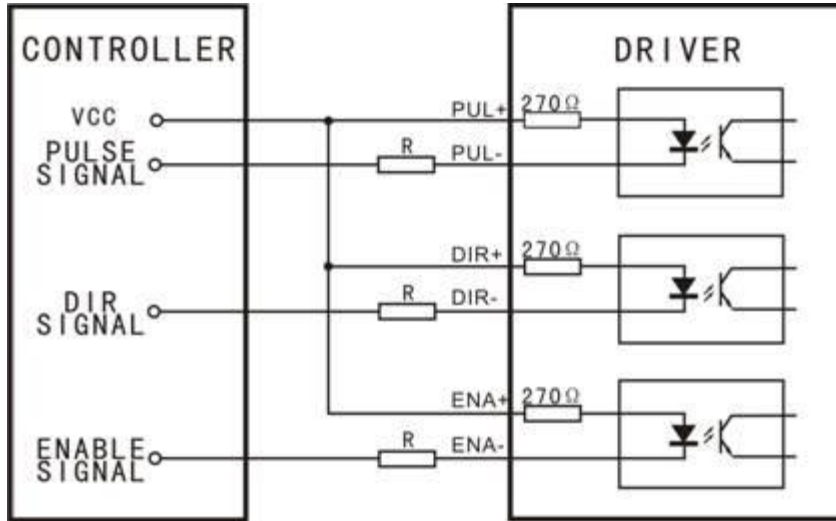 CONTROLLER
DRIVER
VCC
PUL+
270Ω
PULSE
SIGNAL
R
PUL-
DIR+
270Ω
DIR
SIGNAL
R
DIR-
ENA+
270Ω
ENABLE
SIGNAL
R
ENA-